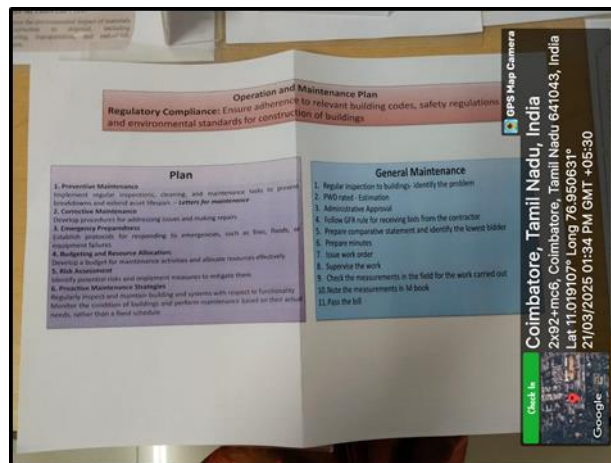 Operation and Maintenance Plan
Regulatory Compliance: Ensure adherence to relevant building codes, safety regulations
and environmental standards for construction of buildings
Plan
1. Preventive Maintenance
Implement regular inspections, cleaning, and maintenance tasks to prevent
breakdowns and extend asset lifespan. – Letters for maintenance
2. Corrective Maintenance
Develop procedures for addressing issues and making repairs
3. Emergency Preparedness
Establish protocols for responding to emergencies, such as fires, floods, or
equipment failures
4. Budgeting and Resource Allocation:
Develop a budget for maintenance activities and allocate resources effectively
5. Risk Assessment
Identify potential risks and implement measures to mitigate them
6. Proactive Maintenance Strategies
Regularly inspect and maintain building and systems with respect to functionality
Monitor the condition of buildings and perform maintenance based on their actual
needs, rather than a fixed schedule
General Maintenance
1. Regular inspection to buildings- Identify the problem
2. PWD rated - Estimation
3. Administrative Approval
4. Follow GFR rule for receiving bids from the contractor
5. Prepare comparative statement and identify the lowest bidder
6. Prepare minutes
7. Issue work order
8. Supervise the work
9. Check the measurements in the field for the work carried out
10. Note the measurements in M book
11. Pass the bill
GPS Map Camera
Check In
Google
Coimbatore, Tamil Nadu, India
2x92+mc6, Coimbatore, Tamil Nadu 641043, India
Lat 11.019107° Long 76.950631°
21/03/2025 01:34 PM GMT +05:30